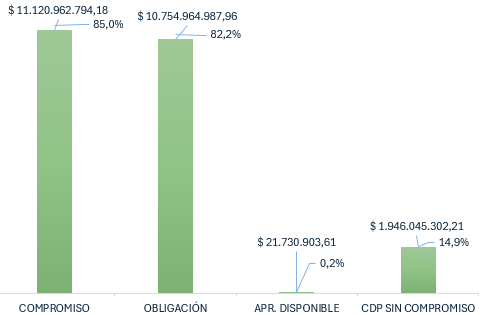 $ 11.120.962.794,18
85,0%
$ 10.754.964.987,96
82,2%
$ 21.730.903,61
0,2%
$ 1.946.045.302,21
14,9%
COMPROMISO
OBLIGACIÓN
APR. DISPONIBLE
CDP SIN COMPROMISO